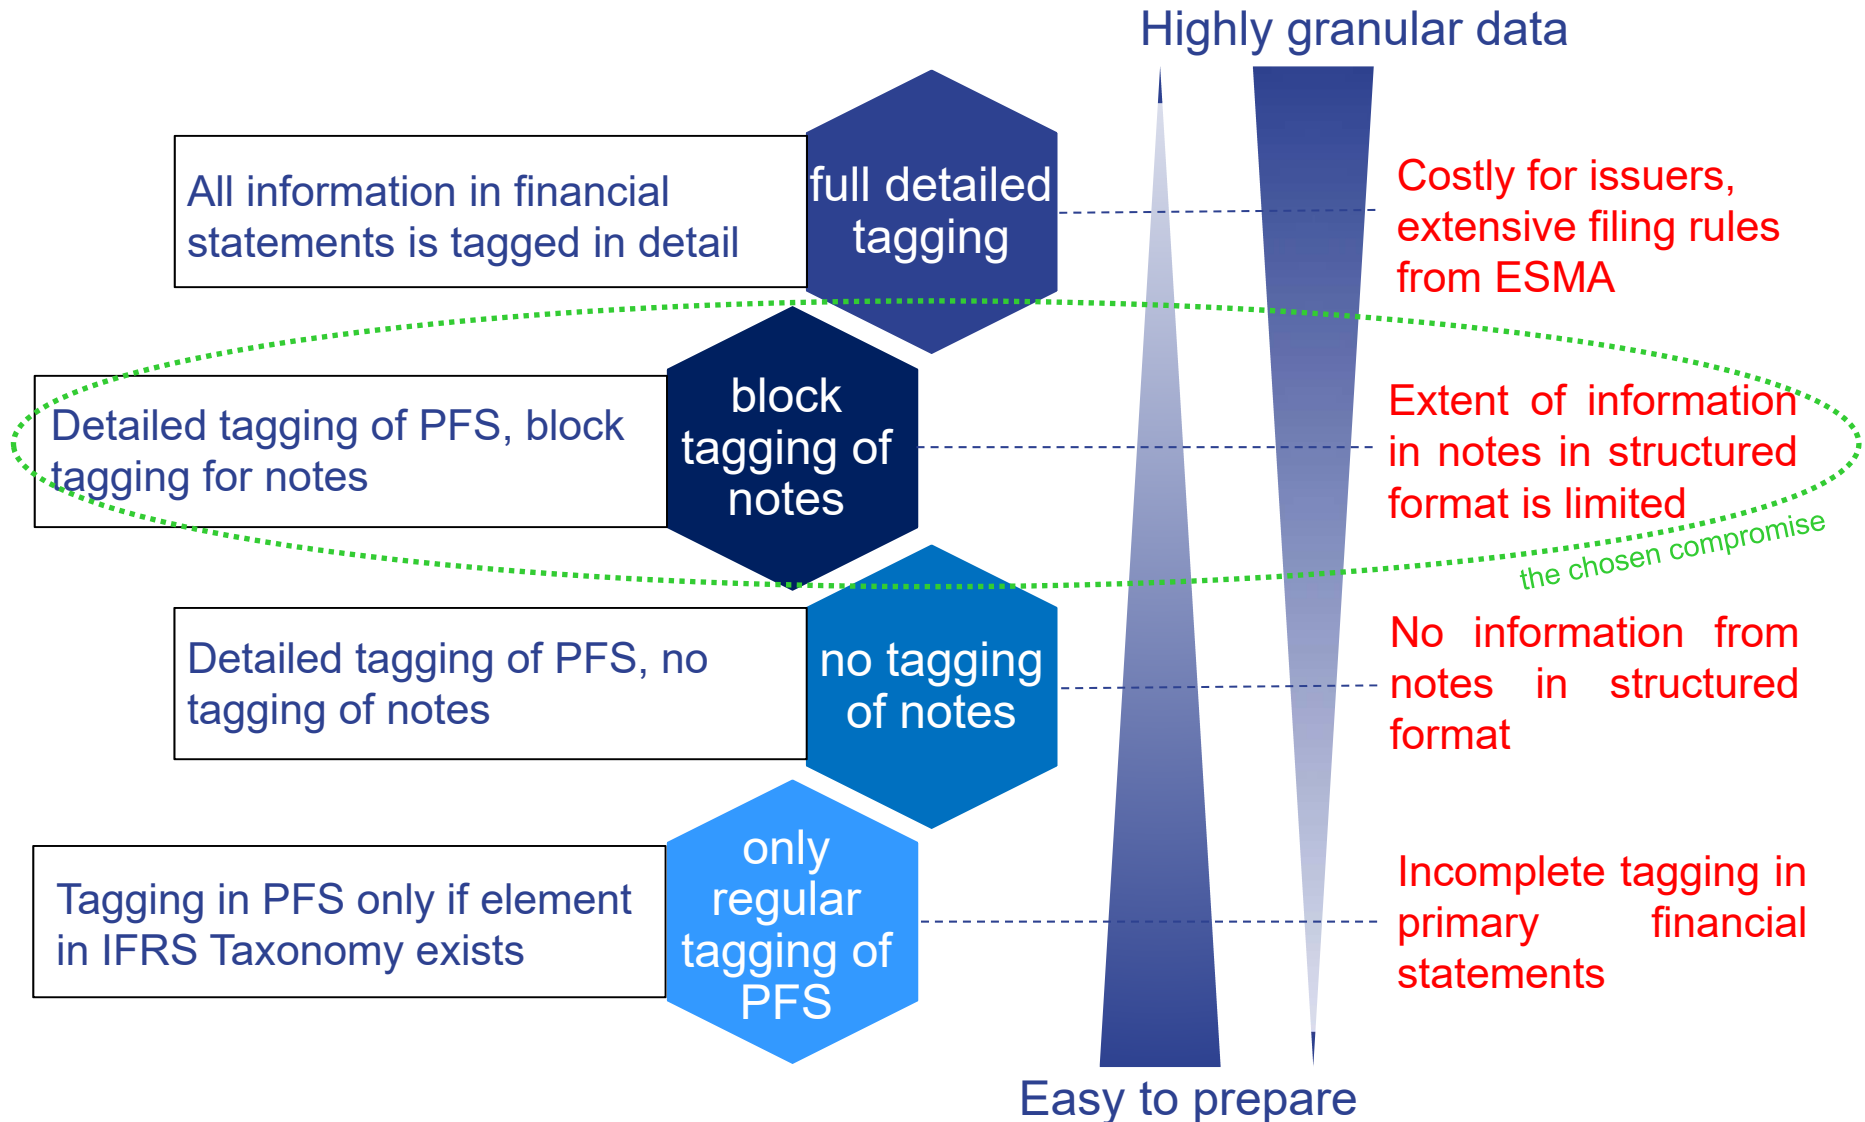 Highly granular data
All information in financial
statements is tagged in detail
full detailed
tagging
Costly for issuers,
extensive filing rules
from ESMA
Detailed tagging of PFS, block
tagging for notes
block
tagging of
notes
Extent of information
in notes in structured
format is limited
the chosen compromise
Detailed tagging of PFS, no
tagging of notes
no tagging
of notes
No information from
notes in structured
format
Tagging in PFS only if element
in IFRS Taxonomy exists
only
regular
tagging of
PFS
Incomplete tagging in
primary financial
statements
Easy to prepare